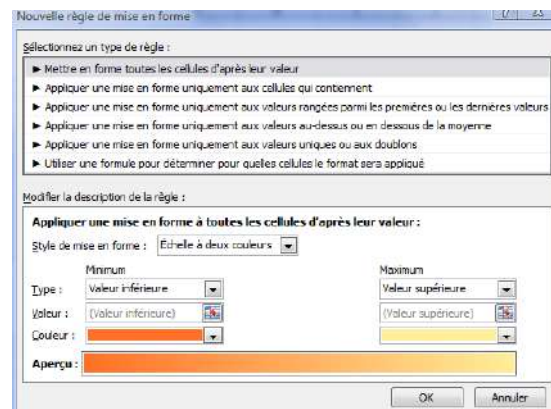 Nouvelle règle de mise en forme
Sélectionnez un type de règle :
► Mettre en forme toutes les cellules d'après leur valeur
► Appliquer une mise en forme uniquement aux cellules qui contiennent
► Appliquer une mise en forme uniquement aux valeurs rangées parmi les premières ou les dernières valeurs
► Appliquer une mise en forme uniquement aux valeurs au-dessus ou en dessous de la moyenne
► Appliquer une mise en forme uniquement aux valeurs uniques ou aux doublons
► Utiliser une formule pour déterminer pour quelles cellules le format sera appliqué
Modifier la description de la règle :
Appliquer une mise en forme à toutes les cellules d'après leur valeur :
Style de mise en forme : Échelle à deux couleurs
Minimum Maximum
Type : Valeur inférieure Valeur supérieure
Valeur : (Valeur inférieure) (Valeur supérieure)
Couleur :
Aperçu :
OK Annuler